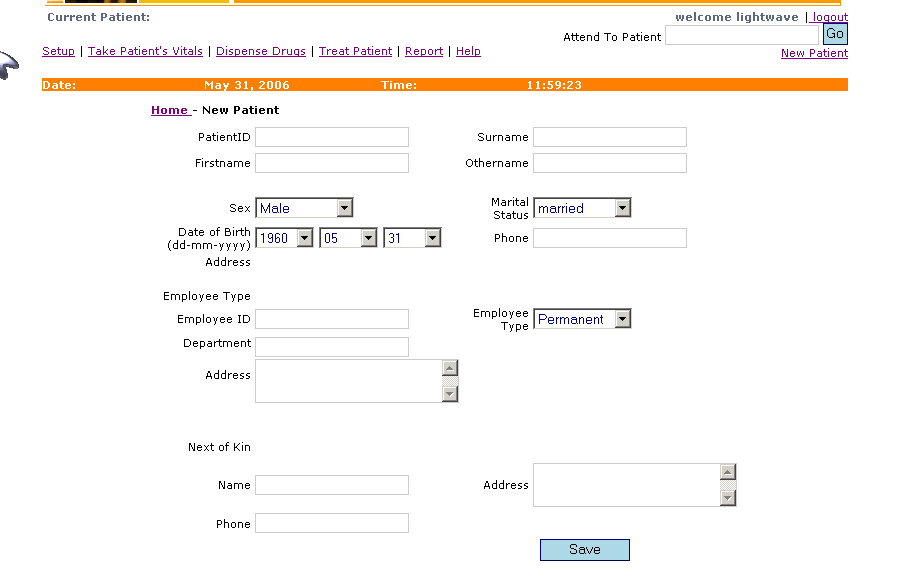 Current Patient: welcome lightwave | logout
Attend To Patient Go
Setup | Take Patient's Vitals | Dispense Drugs | Treat Patient | Report | Help New Patient
Date: May 31, 2006 Time: 11:59:23
Home - New Patient
PatientID Surname
Firstname Othername
Sex Male Marital Status married
Date of Birth (dd-mm-yyyy) 1960 05 31 Phone
Address
Employee Type
Employee ID Employee Type Permanent
Department
Address
Next of Kin
Name Address
Phone
Save